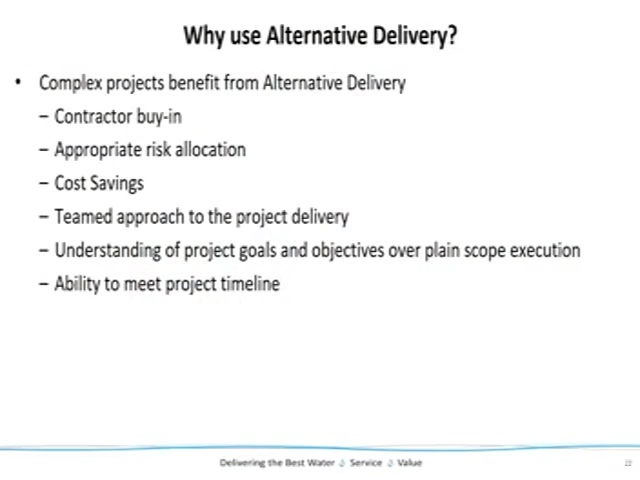 Why use Alternative Delivery?
• Complex projects benefit from Alternative Delivery
– Contractor buy-in
– Appropriate risk allocation
– Cost Savings
– Teamed approach to the project delivery
– Understanding of project goals and objectives over plain scope execution
– Ability to meet project timeline
Delivering the Best Water Service Value